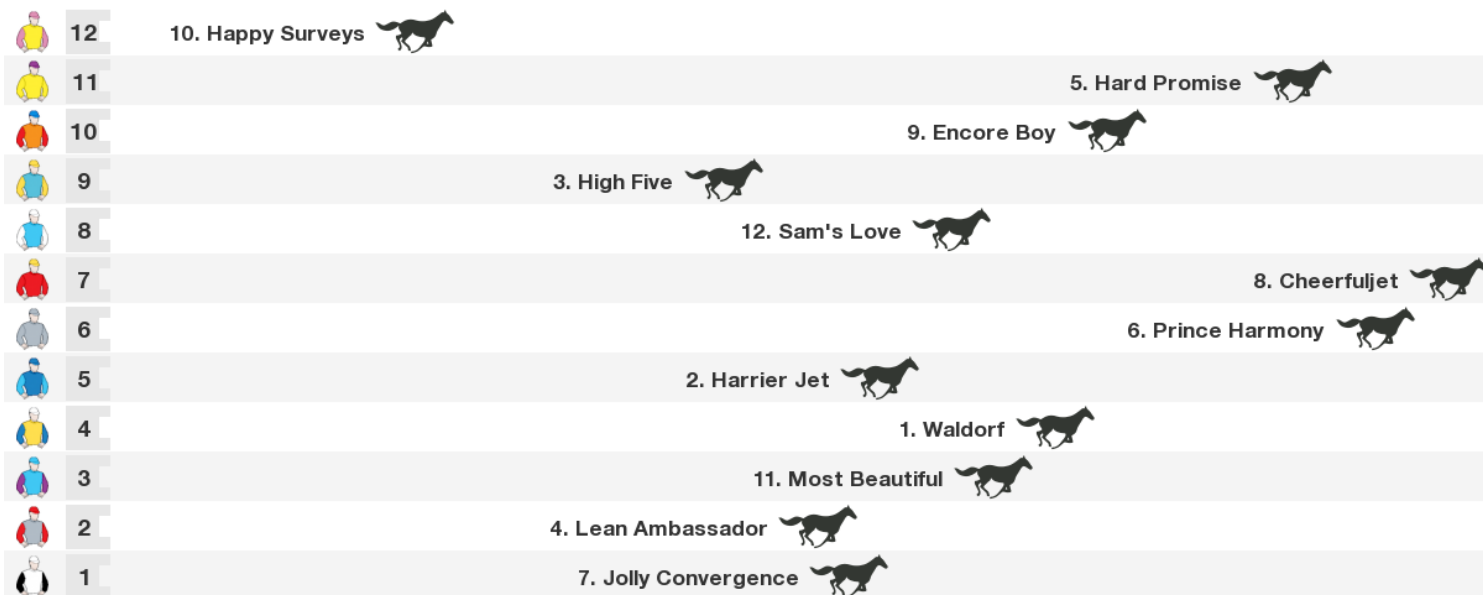 12 10. Happy Surveys
11 5. Hard Promise
10 9. Encore Boy
9 3. High Five
8 12. Sam's Love
7 8. Cheerfuljet
6 6. Prince Harmony
5 2. Harrier Jet
4 1. Waldorf
3 11. Most Beautiful
2 4. Lean Ambassador
1 7. Jolly Convergence